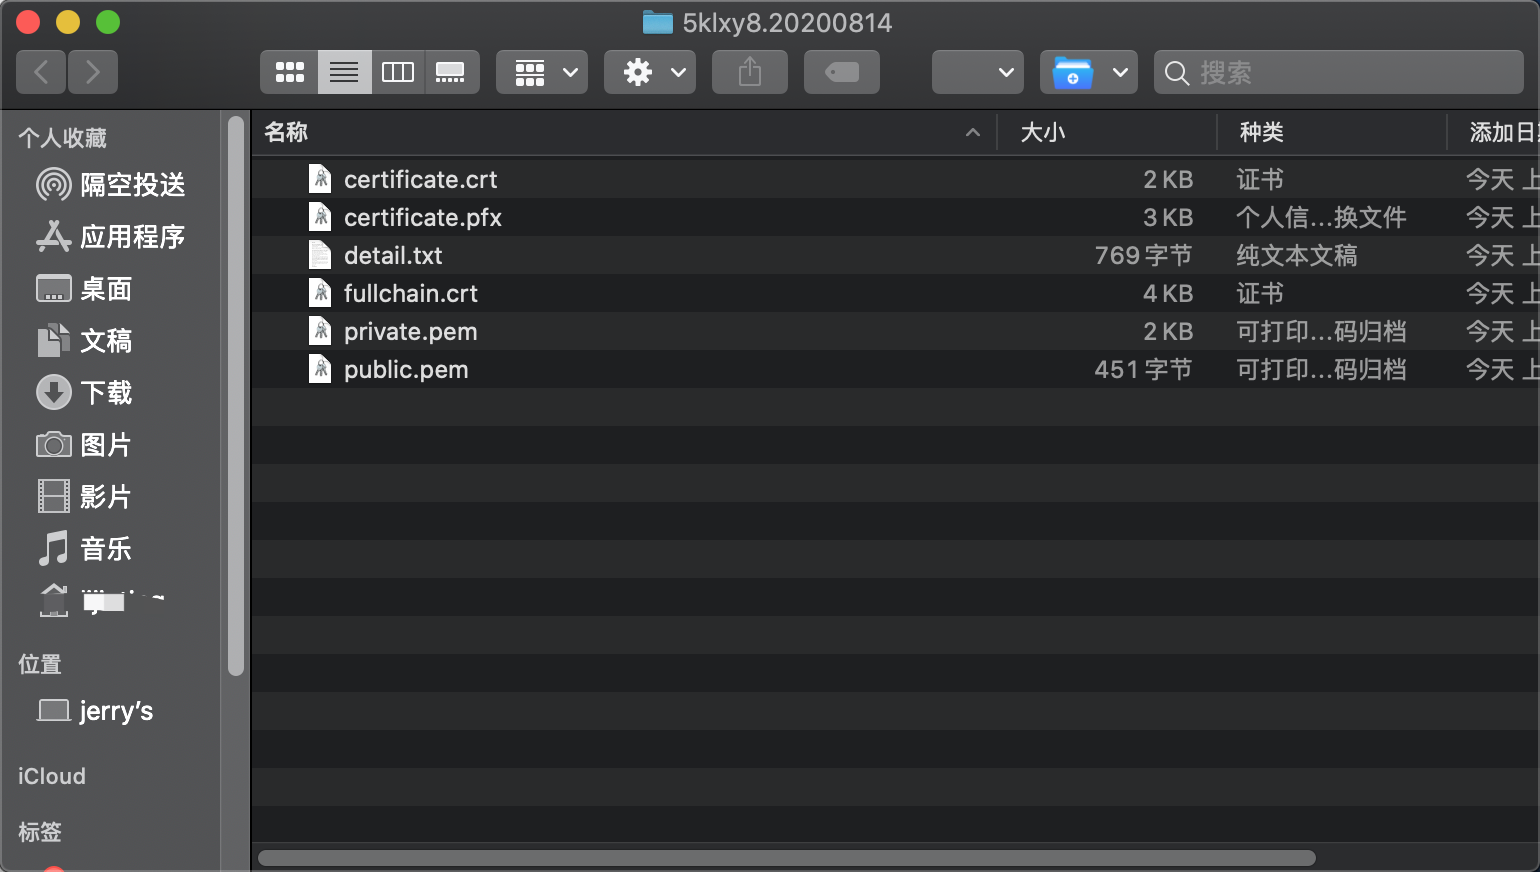 5klxy8.20200814
搜索
个人收藏
隔空投送
应用程序
桌面
文稿
下载
图片
影片
音乐
位置
jerry’s
iCloud
标签
名称 大小 种类 添加日
certificate.crt 2 KB 证书 今天 上
certificate.pfx 3 KB 个人信...换文件 今天 上
detail.txt 769 字节 纯文本文稿 今天 上
fullchain.crt 4 KB 证书 今天 上
private.pem 2 KB 可打印...码归档 今天 上
public.pem 451 字节 可打印...码归档 今天 上